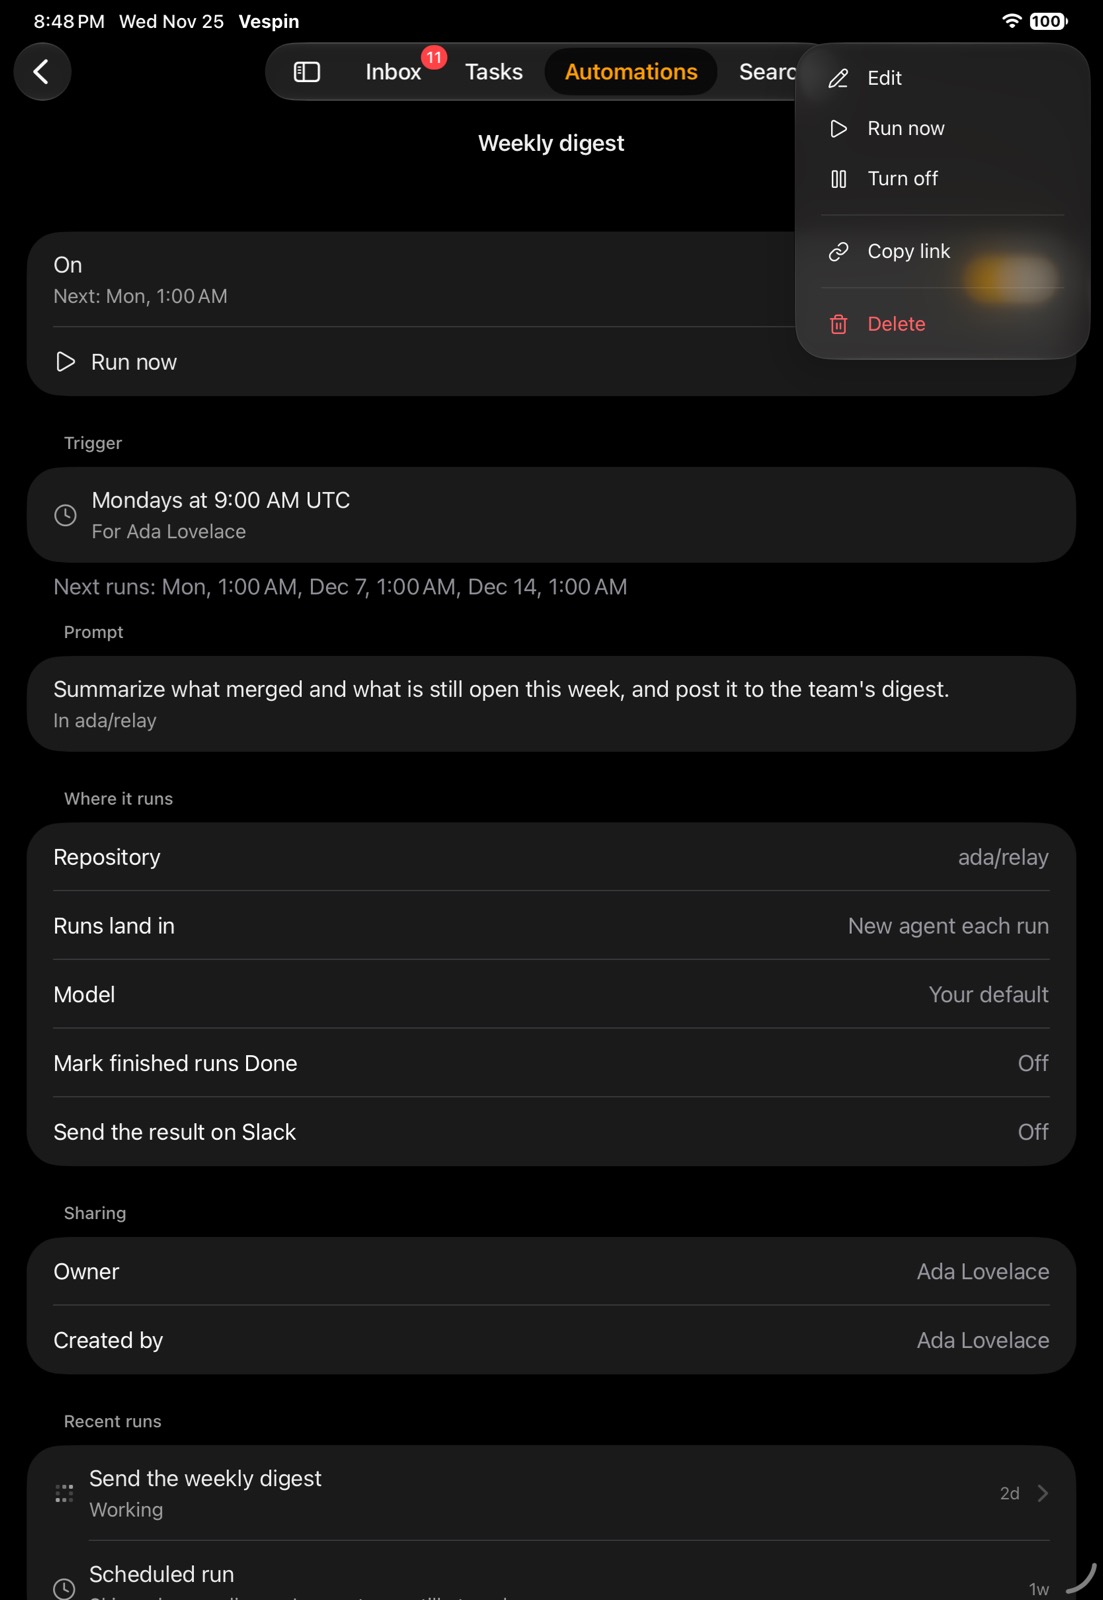 8:48 PM Wed Nov 25 Vespin
100
Inbox 11 Tasks Automations Searc
Edit
Run now
Turn off
Copy link
Delete
Weekly digest
On
Next: Mon, 1:00 AM
Run now
Trigger
Mondays at 9:00 AM UTC
For Ada Lovelace
Next runs: Mon, 1:00 AM, Dec 7, 1:00 AM, Dec 14, 1:00 AM
Prompt
Summarize what merged and what is still open this week, and post it to the team's digest.
In ada/relay
Where it runs
Repository ada/relay
Runs land in New agent each run
Model Your default
Mark finished runs Done Off
Send the result on Slack Off
Sharing
Owner Ada Lovelace
Created by Ada Lovelace
Recent runs
Send the weekly digest
Working
2d
Scheduled run
1w